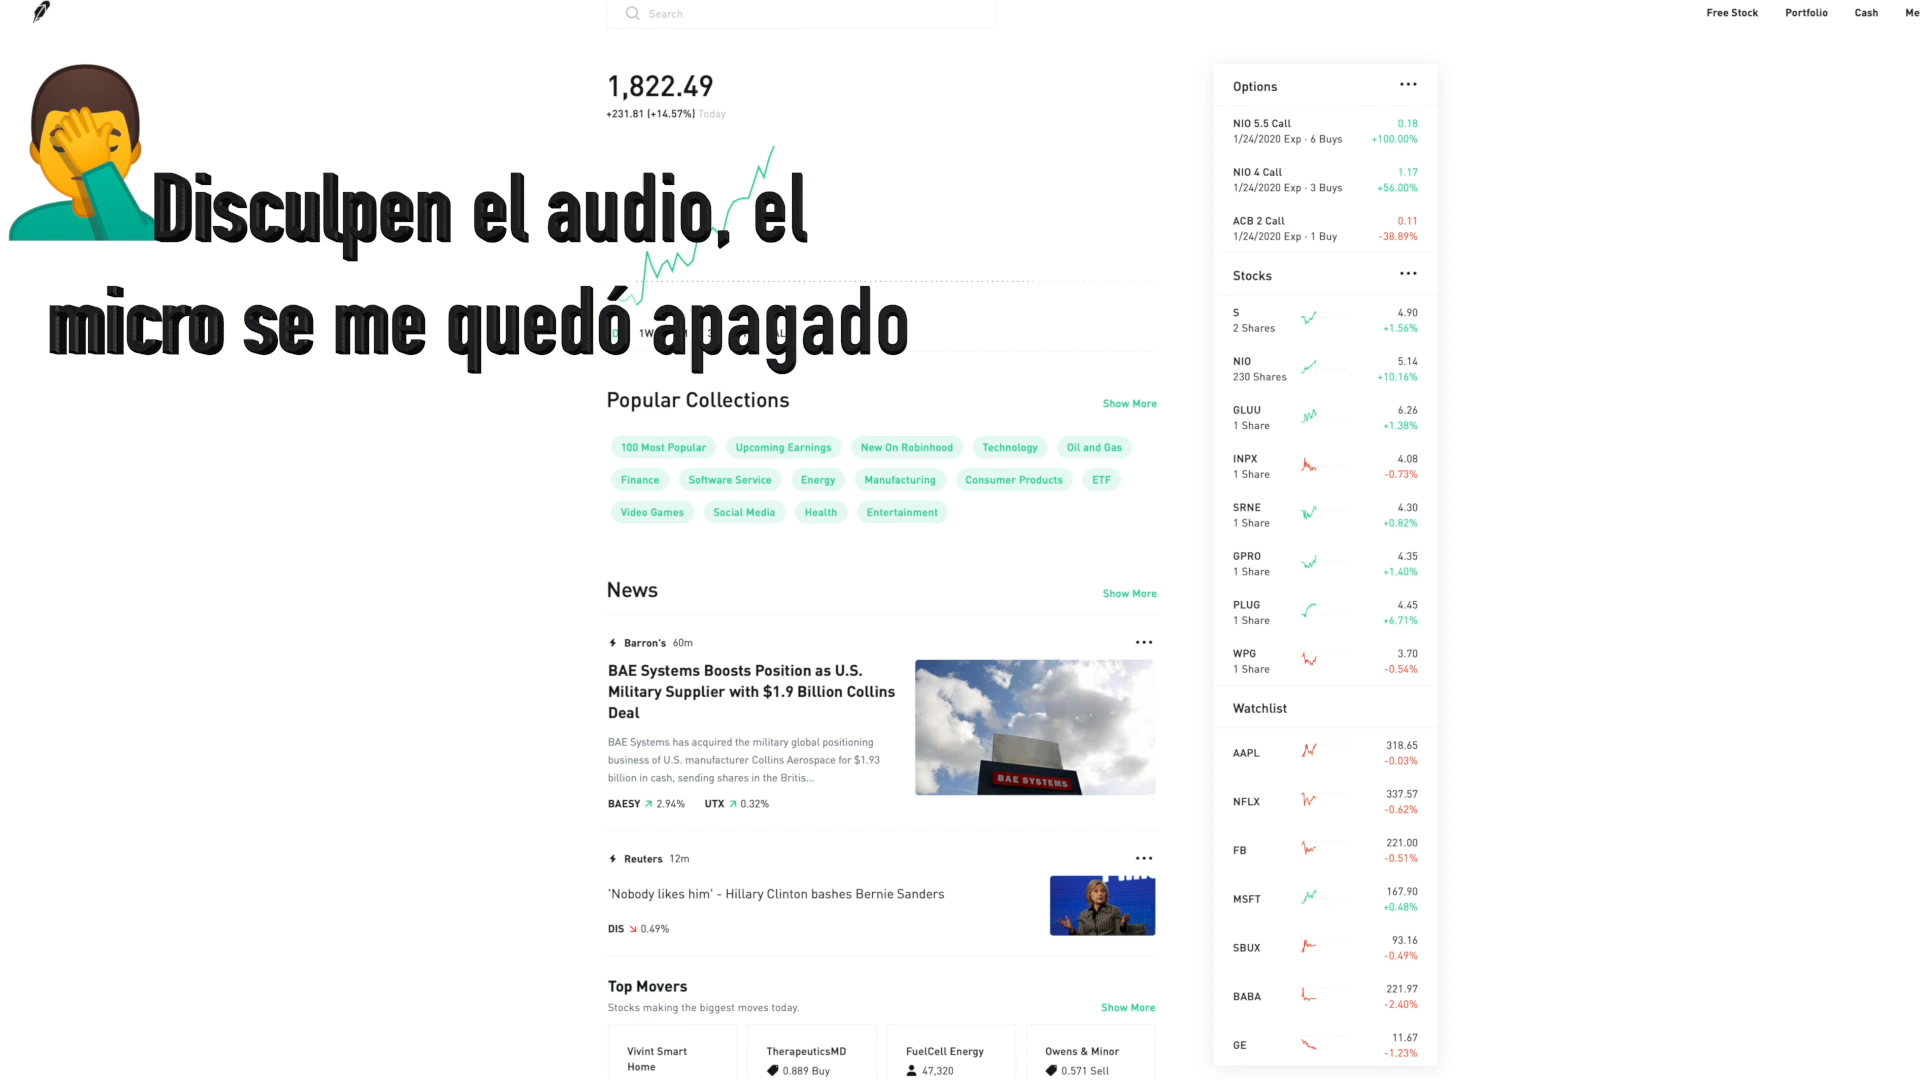 Search
Free Stock
Portfolio
Cash
Me
1,822.49
+231.81 (+14.57%) Today
Disculpen el audio, el
micro se me quedó apagado
1W
Popular Collections
Show More
100 Most Popular
Upcoming Earnings
New On Robinhood
Technology
Oil and Gas
Finance
Software Service
Energy
Manufacturing
Consumer Products
ETF
Video Games
Social Media
Health
Entertainment
News
Show More
Barron's 60m
BAE Systems Boosts Position as U.S.
Military Supplier with $1.9 Billion Collins
Deal
BAE Systems has acquired the military global positioning
business of U.S. manufacturer Collins Aerospace for $1.93
billion in cash, sending shares in the Britis...
BAE SYSTEMS
BAESY 2.94% UTX 0.32%
Reuters 12m
'Nobody likes him' - Hillary Clinton bashes Bernie Sanders
DIS 0.49%
Top Movers
Stocks making the biggest moves today.
Show More
Vivint Smart
Home
TherapeuticsMD
0.889 Buy
FuelCell Energy
47,320
Owens & Minor
0.571 Sell
Options
NIO 5.5 Call 0.18
1/24/2020 Exp · 6 Buys +100.00%
NIO 4 Call 1.17
1/24/2020 Exp · 3 Buys +56.00%
ACB 2 Call 0.11
1/24/2020 Exp · 1 Buy -38.89%
Stocks
S 4.90
2 Shares +1.56%
NIO 5.14
230 Shares +10.16%
GLUU 6.26
1 Share +1.38%
INPX 4.08
1 Share -0.73%
SRNE 4.30
1 Share +0.82%
GPRO 4.35
1 Share +1.40%
PLUG 4.45
1 Share +6.71%
WPG 3.70
1 Share -0.54%
Watchlist
AAPL 318.65
-0.03%
NFLX 337.57
-0.62%
FB 221.00
-0.51%
MSFT 167.90
+0.48%
SBUX 93.16
-0.49%
BABA 221.97
-2.40%
GE 11.67
-1.23%